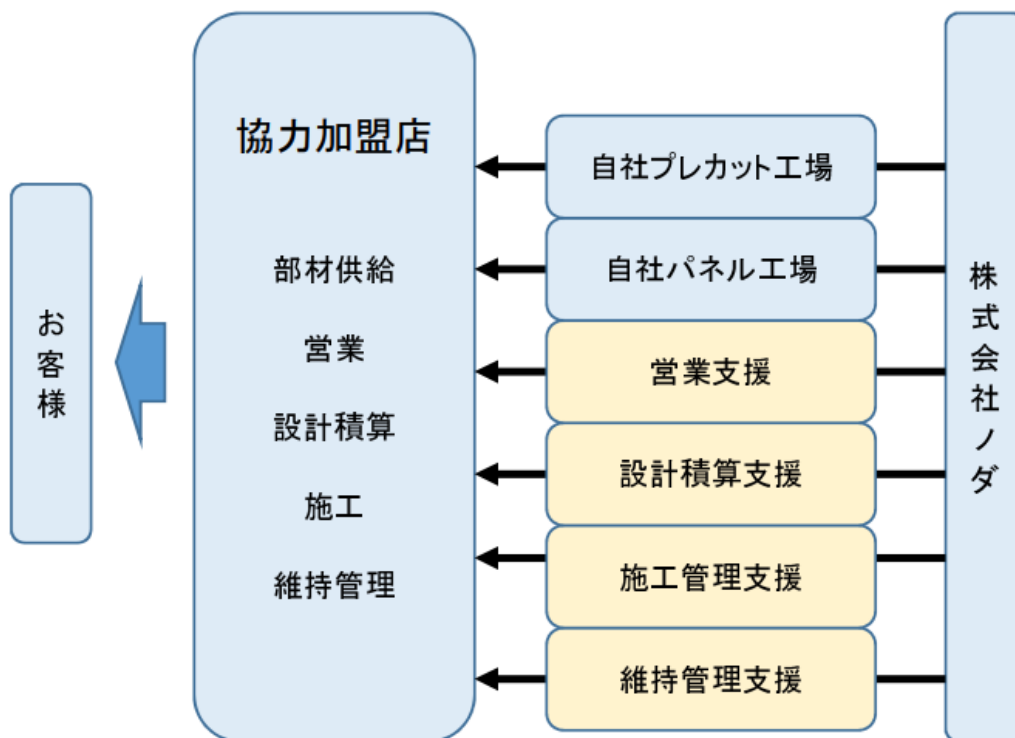 お客様
協力加盟店
部材供給
営業
設計積算
施工
維持管理
自社プレカット工場
自社パネル工場
営業支援
設計積算支援
施工管理支援
維持管理支援
株式会社ノダ